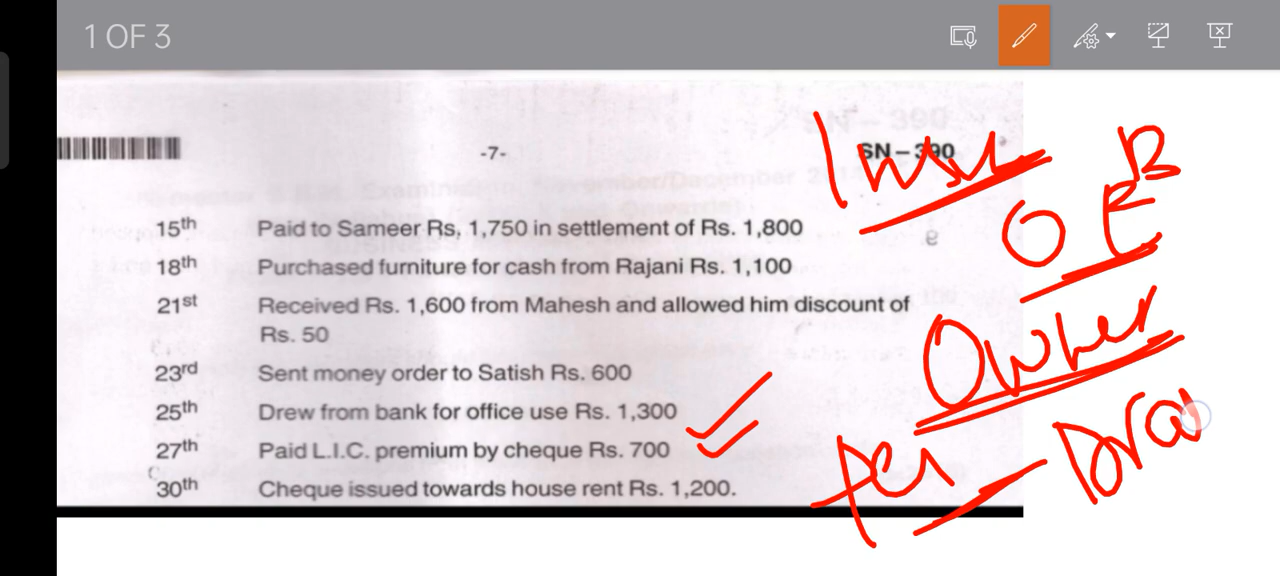 1 OF 3
-7-
SN – 390
15th Paid to Sameer Rs, 1,750 in settlement of Rs. 1,800
18th Purchased furniture for cash from Rajani Rs. 1,100
21st Received Rs. 1,600 from Mahesh and allowed him discount of
Rs. 50
23rd Sent money order to Satish Rs. 600
25th Drew from bank for office use Rs. 1,300
27th Paid L.I.C. premium by cheque Rs. 700
30th Cheque issued towards house rent Rs. 1,200.
B
Owner
Dra